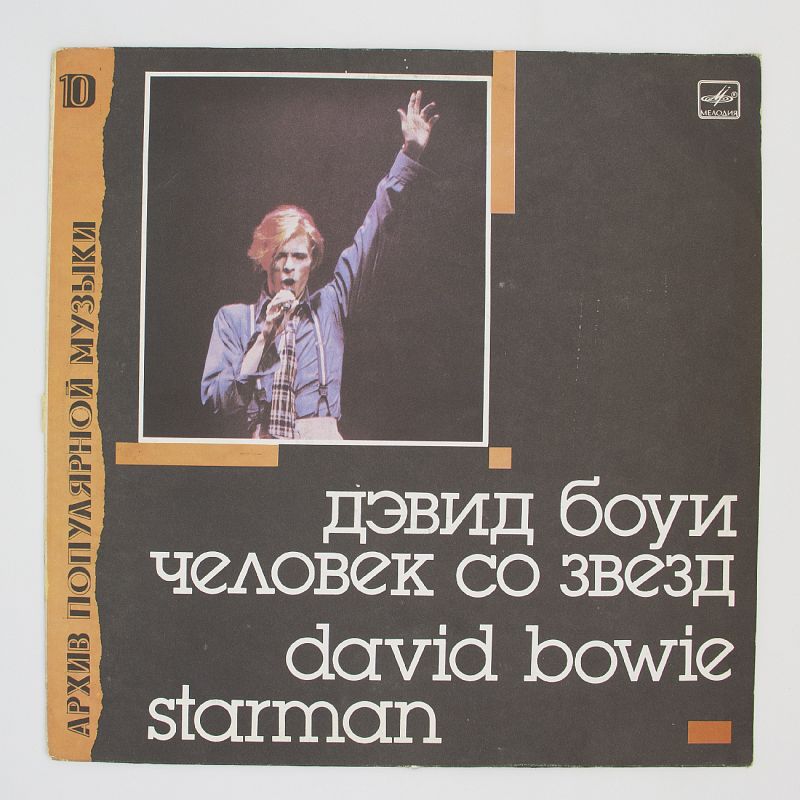 10
АРХИВ ПОПУЛЯРНОЙ МУЗЫКИ
МЕЛОДИЯ
дэвид боуи
человек со звезд
david bowie
starman